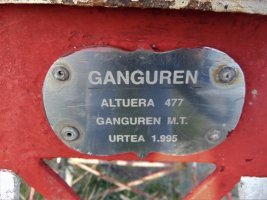 GANGUREN
ALTUERA 477
GANGUREN M.T.
URTEA 1.995